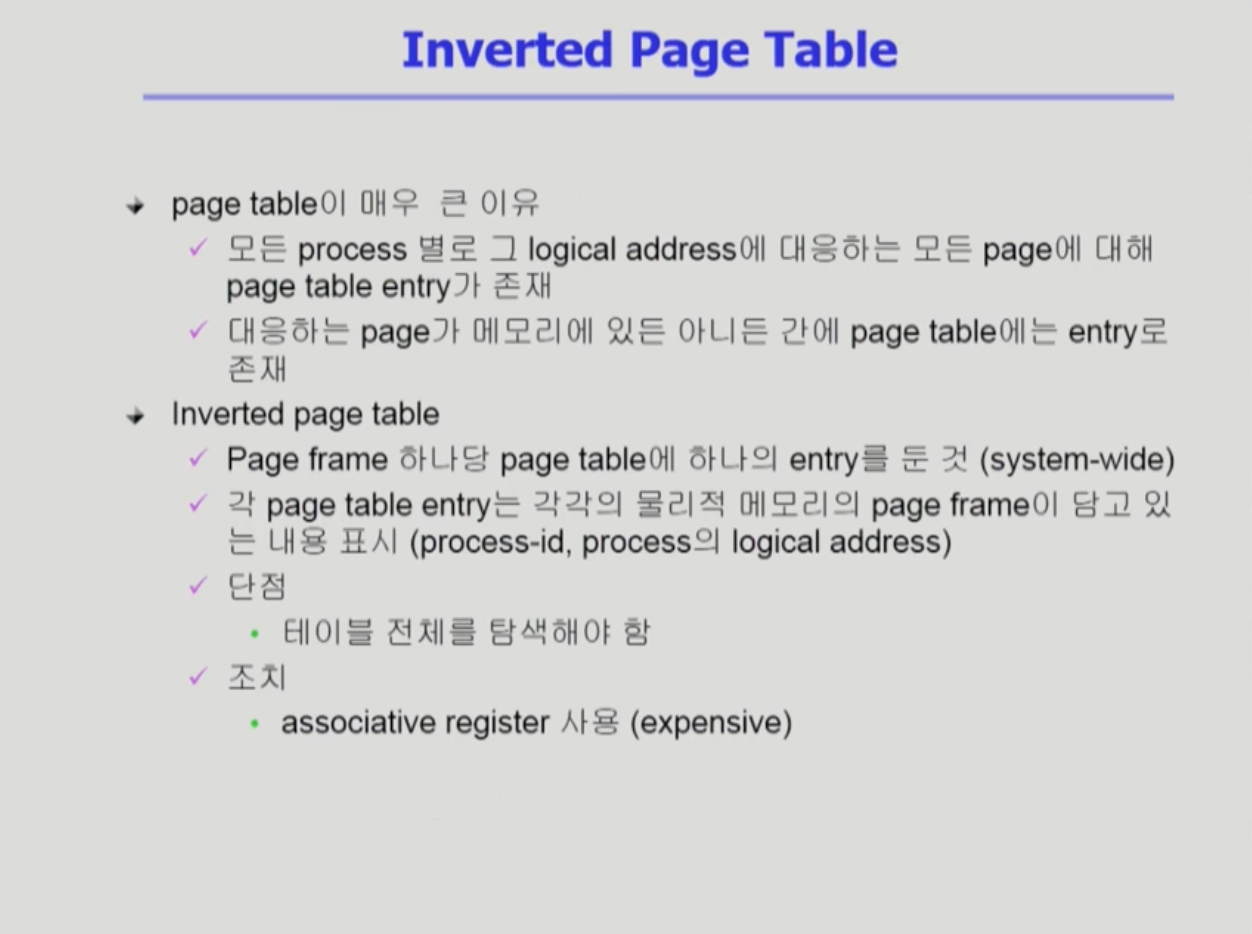 Inverted Page Table
page table이 매우 큰 이유
모든 process 별로 그 logical address에 대응하는 모든 page에 대해
page table entry가 존재
대응하는 page가 메모리에 있든 아니든 간에 page table에는 entry로
존재
Inverted page table
Page frame 하나당 page table에 하나의 entry를 둔 것 (system-wide)
각 page table entry는 각각의 물리적 메모리의 page frame이 담고 있
는 내용 표시 (process-id, process의 logical address)
단점
테이블 전체를 탐색해야 함
조치
associative register 사용 (expensive)